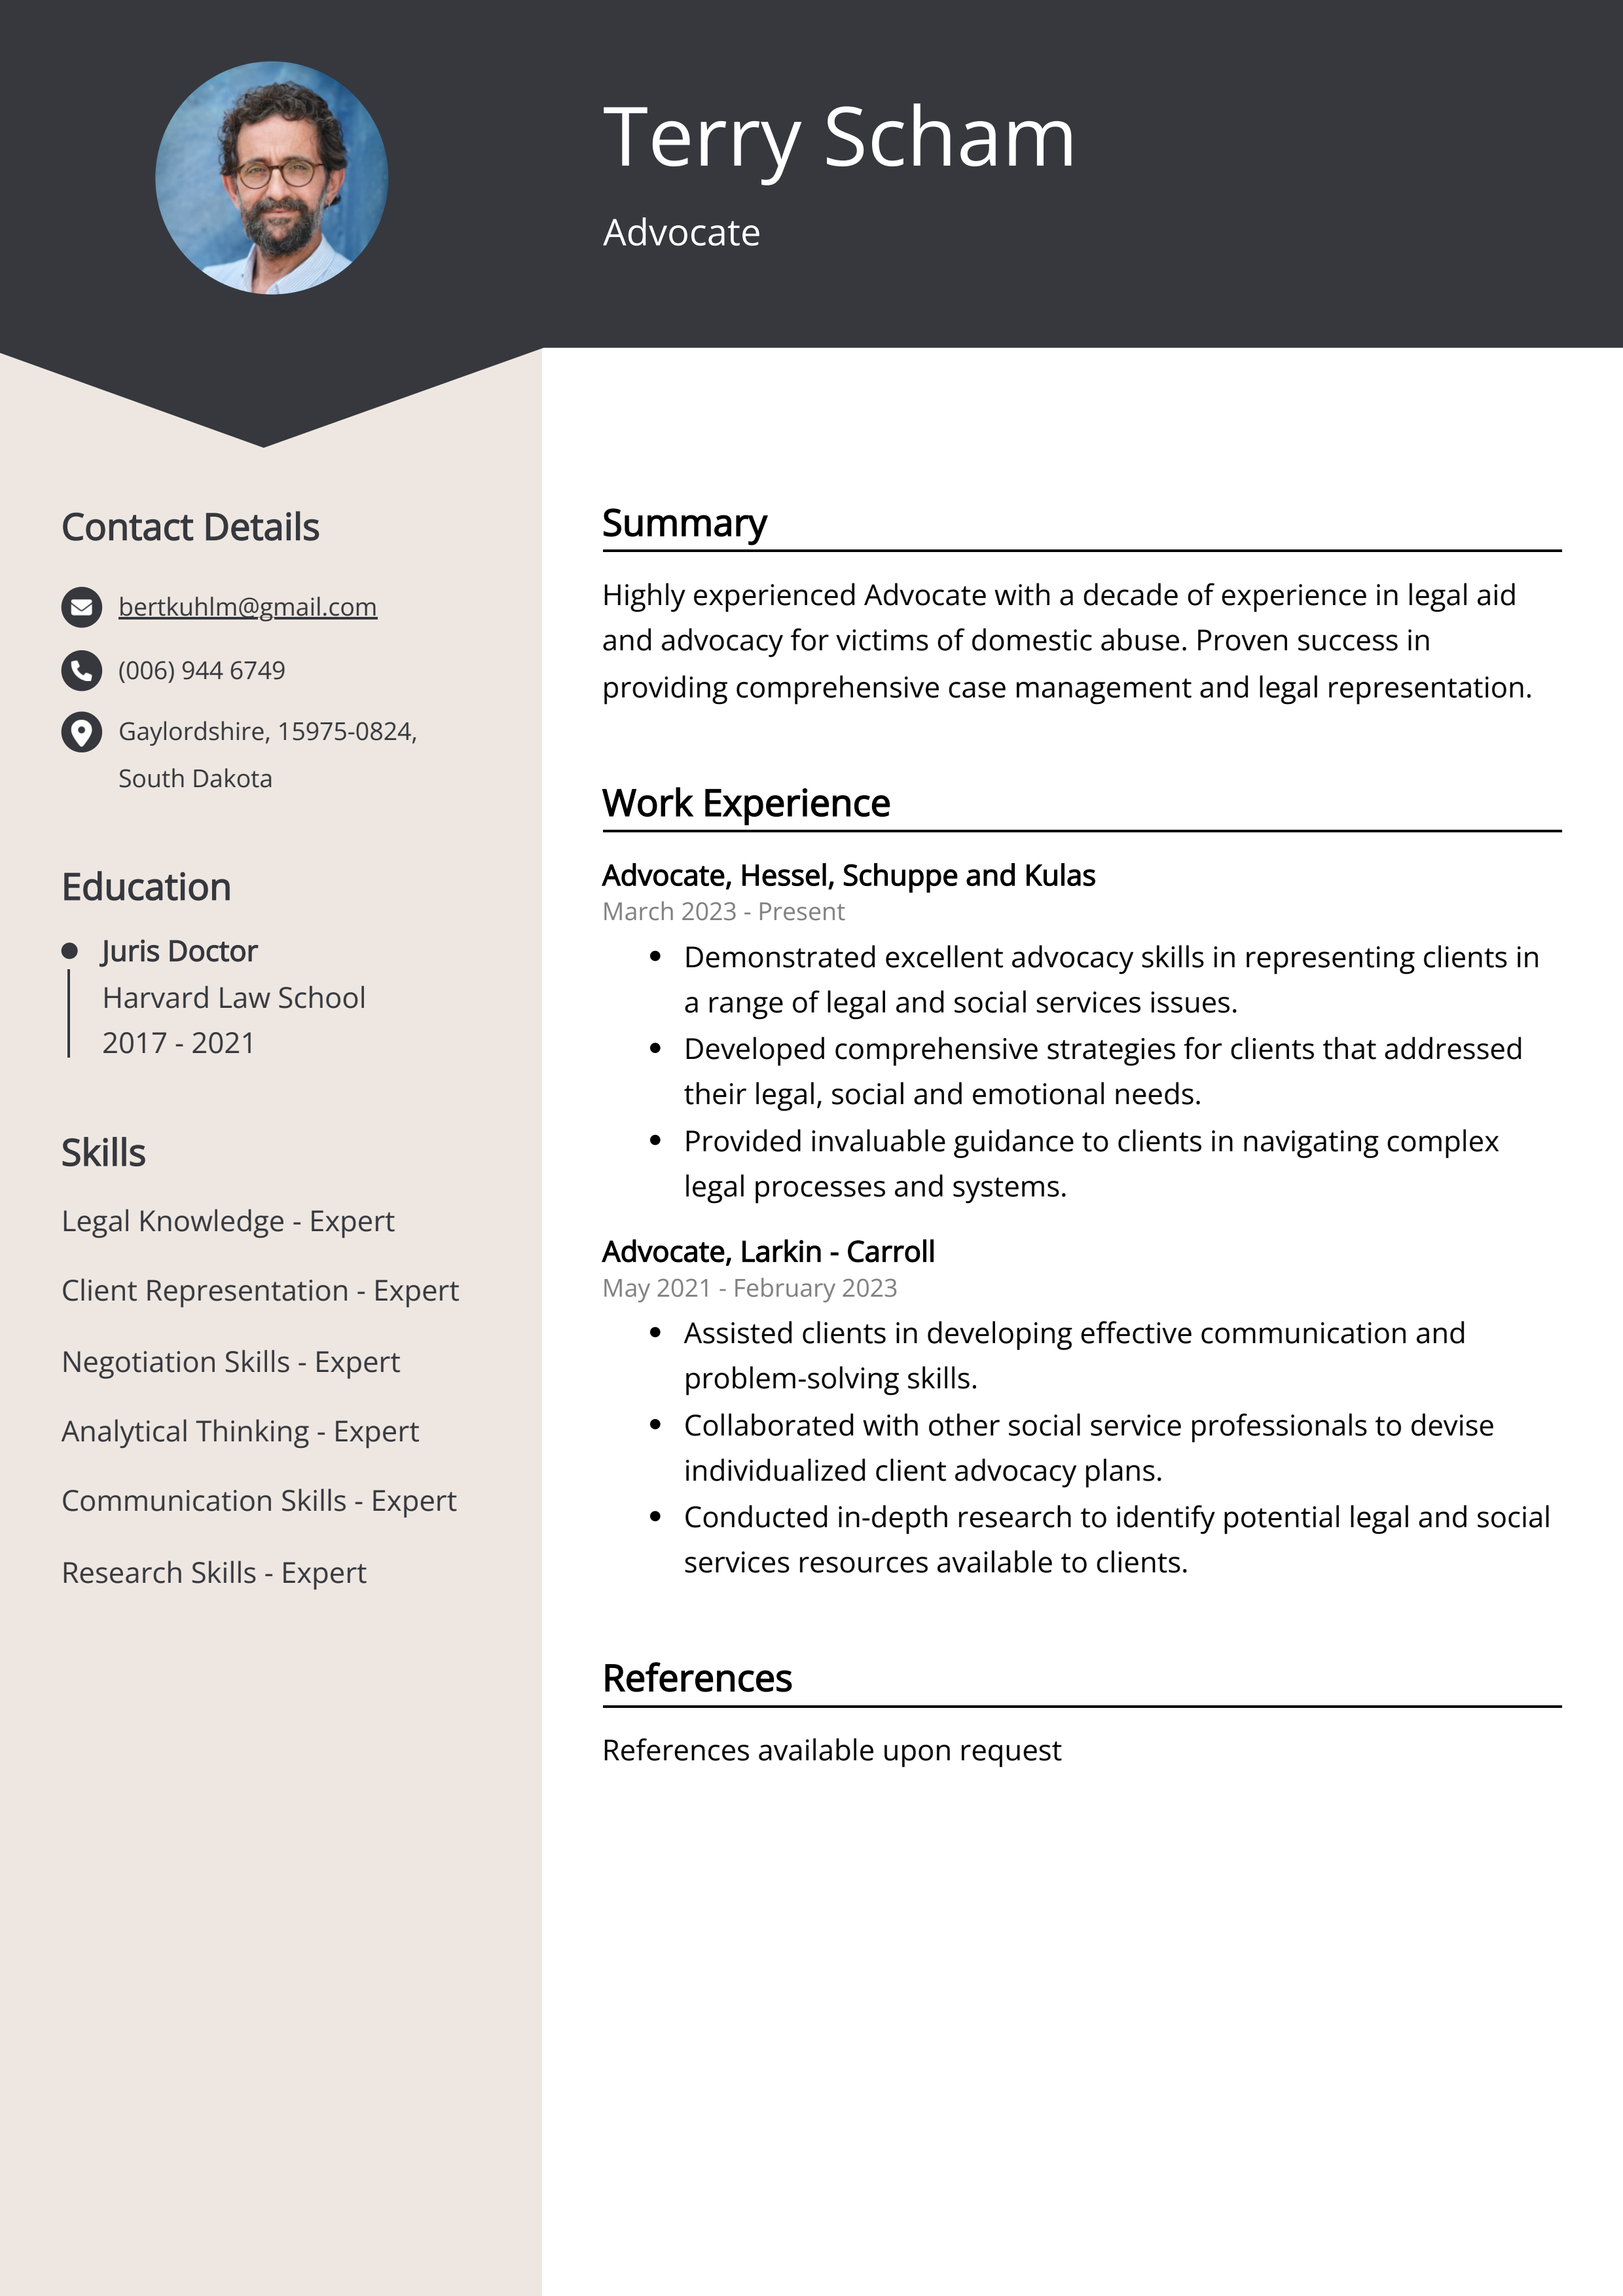 Terry Scham
Advocate
Contact Details
bertkuhlm@gmail.com
(006) 944 6749
Gaylordshire, 15975-0824,
South Dakota
Education
Juris Doctor
Harvard Law School
2017 - 2021
Skills
Legal Knowledge - Expert
Client Representation - Expert
Negotiation Skills - Expert
Analytical Thinking - Expert
Communication Skills - Expert
Research Skills - Expert
Summary
Highly experienced Advocate with a decade of experience in legal aid
and advocacy for victims of domestic abuse. Proven success in
providing comprehensive case management and legal representation.
Work Experience
Advocate, Hessel, Schuppe and Kulas
March 2023 - Present
• Demonstrated excellent advocacy skills in representing clients in
a range of legal and social services issues.
• Developed comprehensive strategies for clients that addressed
their legal, social and emotional needs.
• Provided invaluable guidance to clients in navigating complex
legal processes and systems.
Advocate, Larkin - Carroll
May 2021 - February 2023
• Assisted clients in developing effective communication and
problem-solving skills.
• Collaborated with other social service professionals to devise
individualized client advocacy plans.
• Conducted in-depth research to identify potential legal and social
services resources available to clients.
References
References available upon request